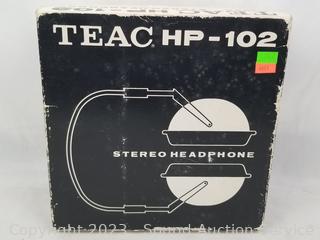 TEAC HP-102
STEREO HEADPHONE
Copyright 2023 - Sound Auction Service